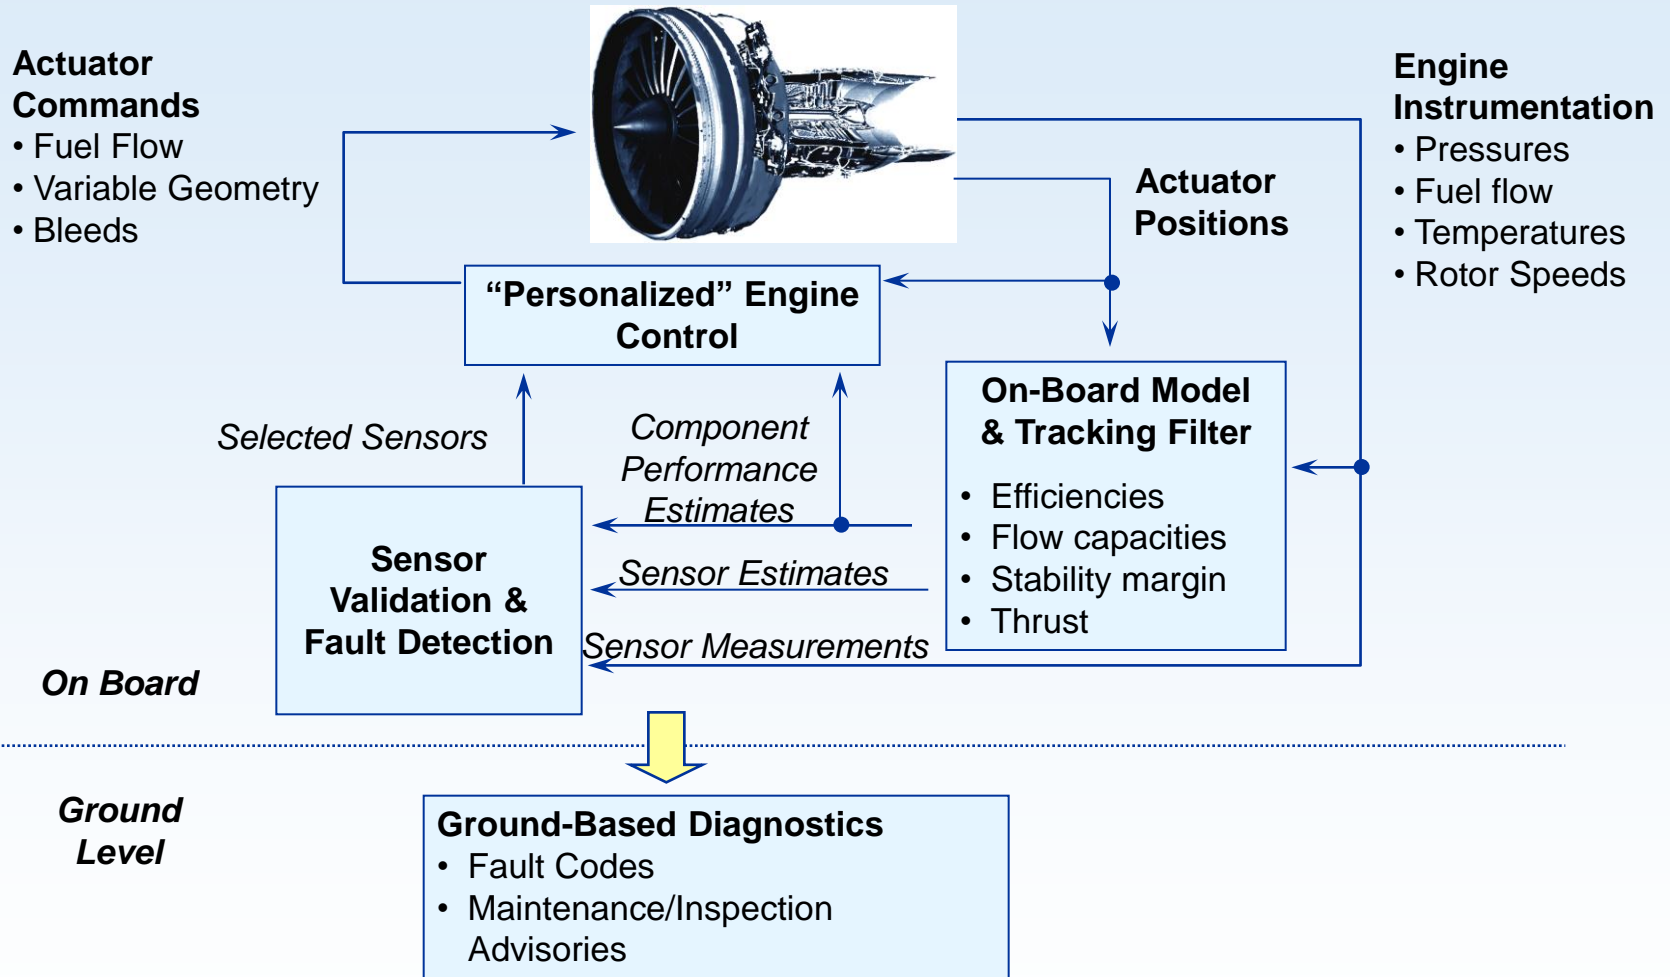 Actuator
Commands
• Fuel Flow
• Variable Geometry
• Bleeds
Engine
Instrumentation
• Pressures
• Fuel flow
• Temperatures
• Rotor Speeds
Actuator
Positions
“Personalized” Engine
Control
On-Board Model
& Tracking Filter
• Efficiencies
• Flow capacities
• Stability margin
• Thrust
Selected Sensors
Component
Performance
Estimates
Sensor Estimates
Sensor Measurements
Sensor
Validation &
Fault Detection
On Board
Ground
Level
Ground-Based Diagnostics
• Fault Codes
• Maintenance/Inspection
Advisories